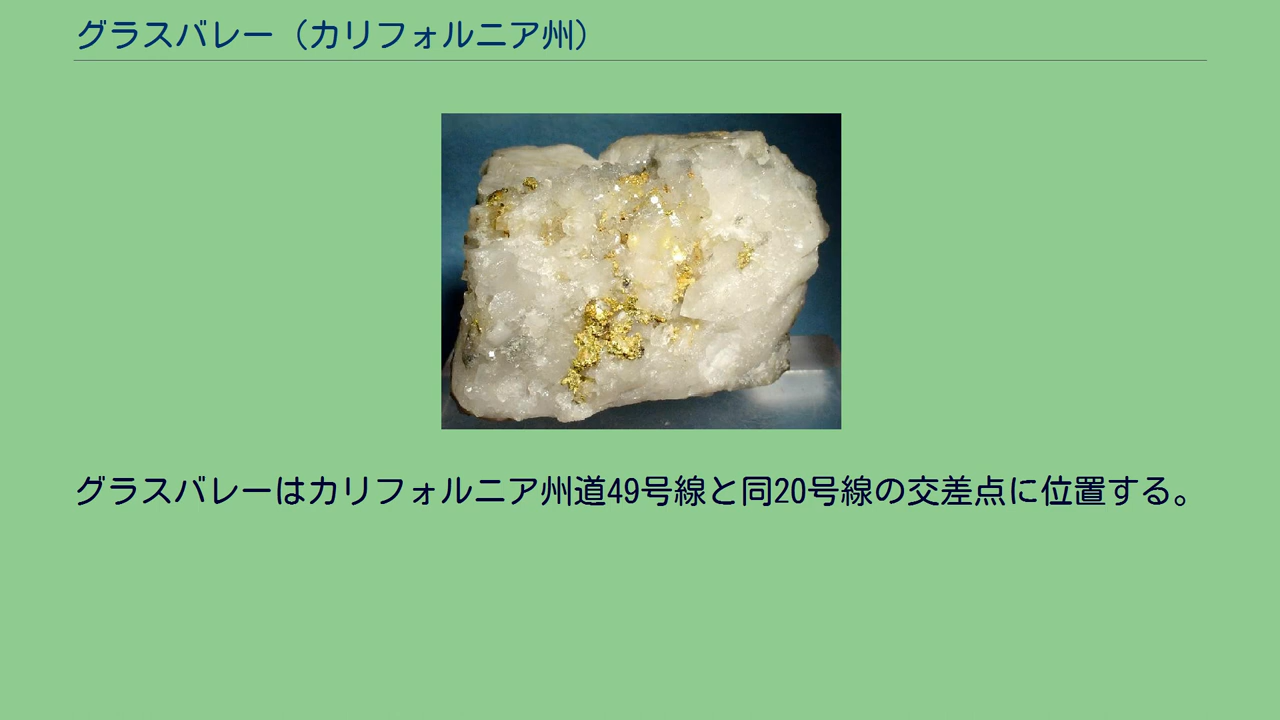 グラスバレー（カリフォルニア州）
グラスバレーはカリフォルニア州道49号線と同20号線の交差点に位置する。